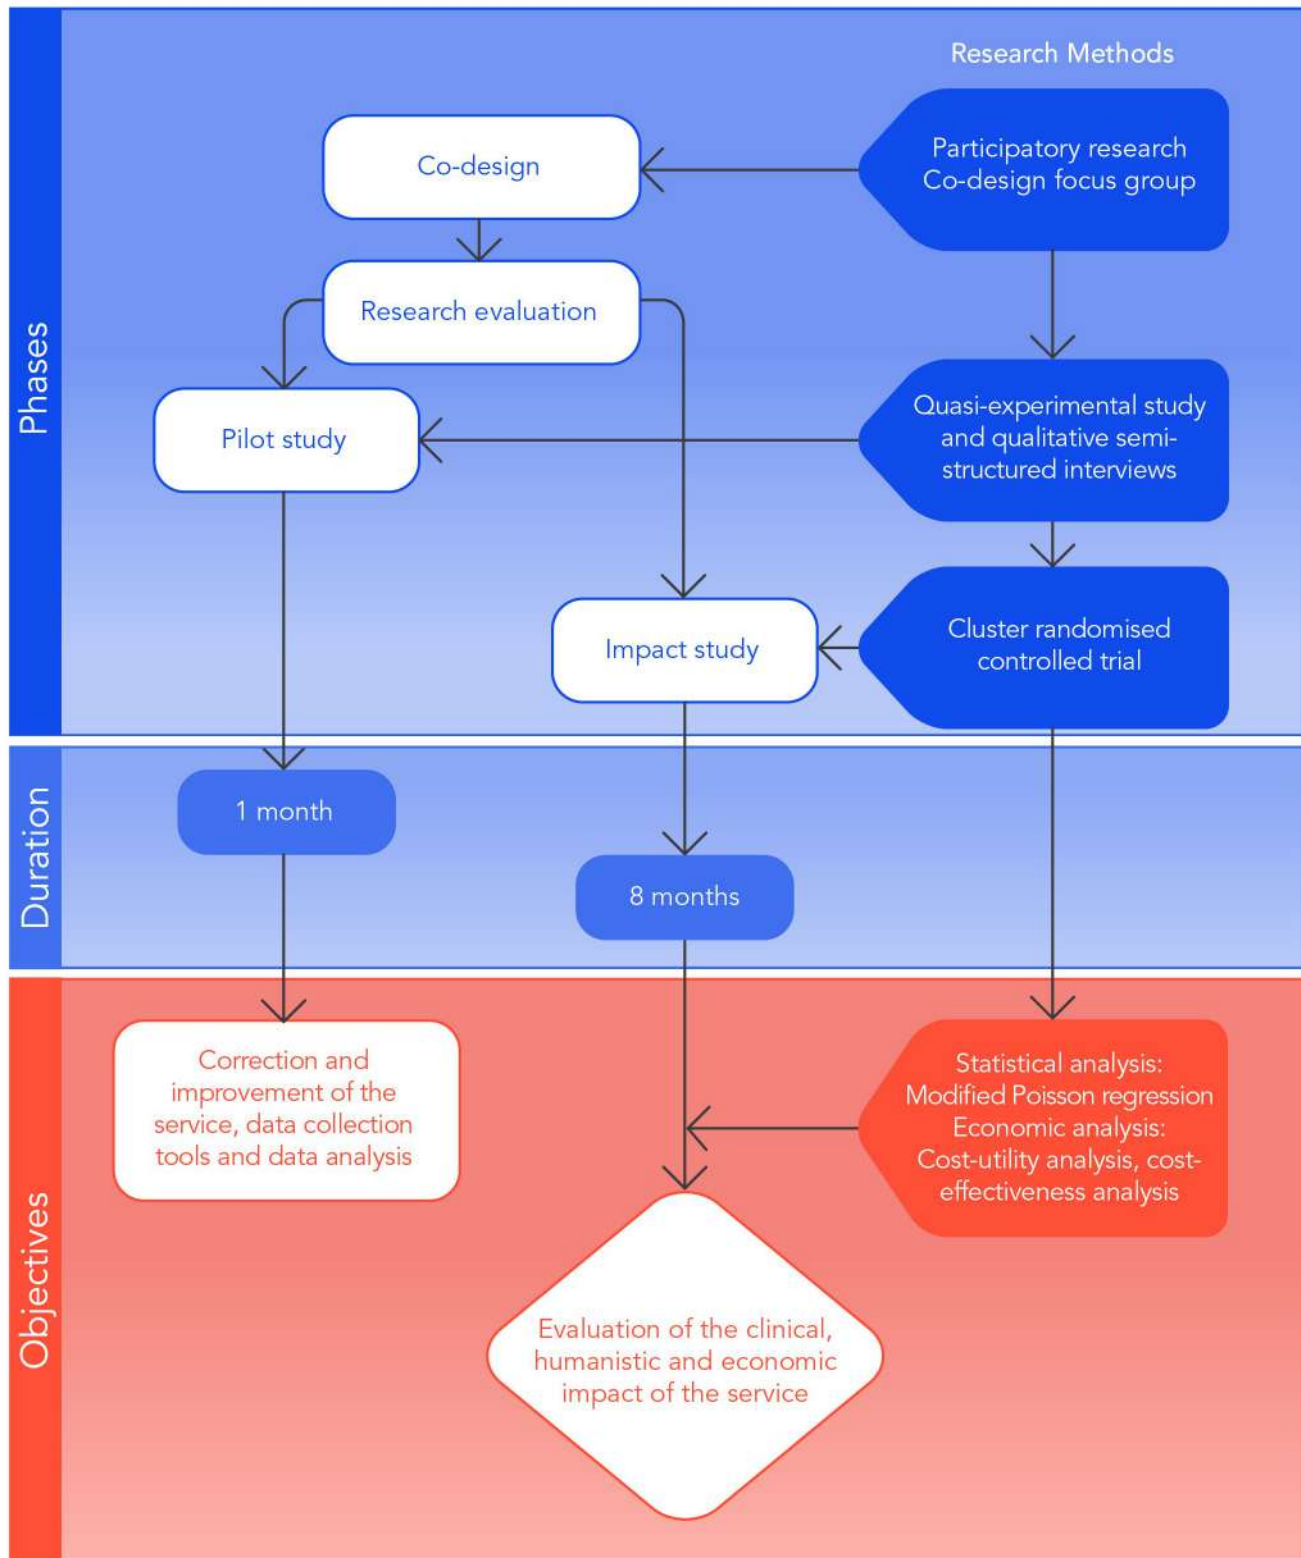 Phases
Research Methods
Co-design
Participatory research
Co-design focus group
Research evaluation
Pilot study
Quasi-experimental study
and qualitative semi-
structured interviews
Impact study
Cluster randomised
controlled trial
Duration
1 month
8 months
Objectives
Correction and
improvement of the
service, data collection
tools and data analysis
Statistical analysis:
Modified Poisson regression
Economic analysis:
Cost-utility analysis, cost-
effectiveness analysis
Evaluation of the clinical,
humanistic and economic
impact of the service